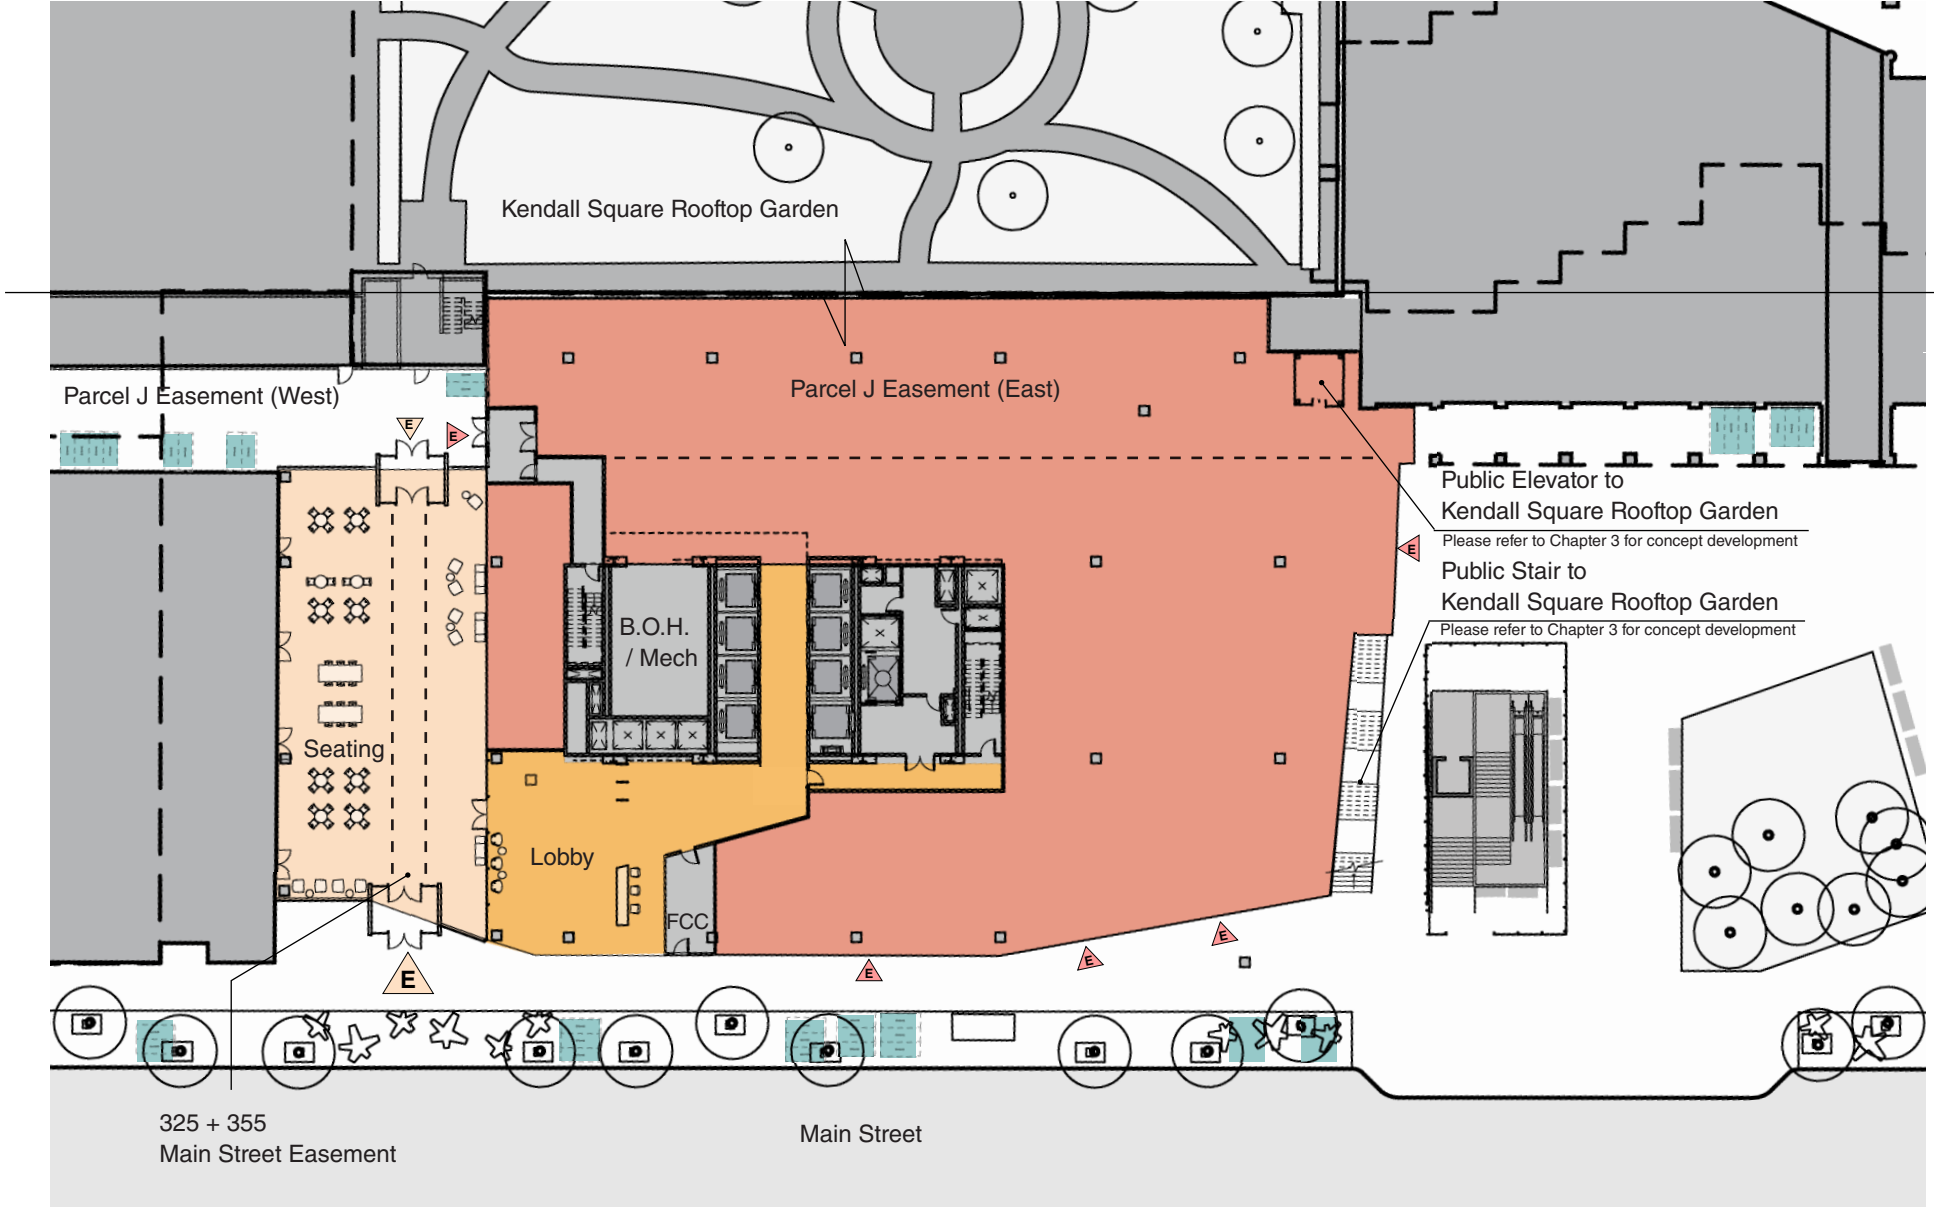 Kendall Square Rooftop Garden
Parcel J Easement (West)
Parcel J Easement (East)
E
E
Public Elevator to
Kendall Square Rooftop Garden
Please refer to Chapter 3 for concept development
E
Public Stair to
Kendall Square Rooftop Garden
Please refer to Chapter 3 for concept development
B.O.H.
/ Mech
Seating
Lobby
FCC
E
E
E
E
325 + 355
Main Street Easement
Main Street